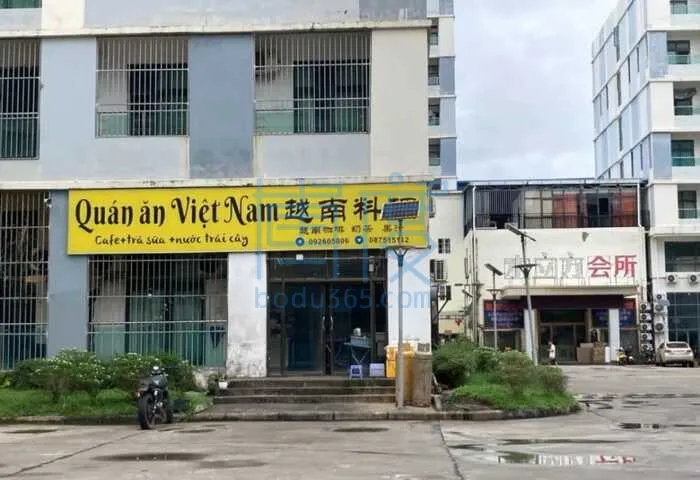 Quán ăn Việt Nam 越南料理
Cafe+trà sữa +nước trái cây
越南咖啡 奶茶 果汁
092605006 087515112
会所
bodu365.com